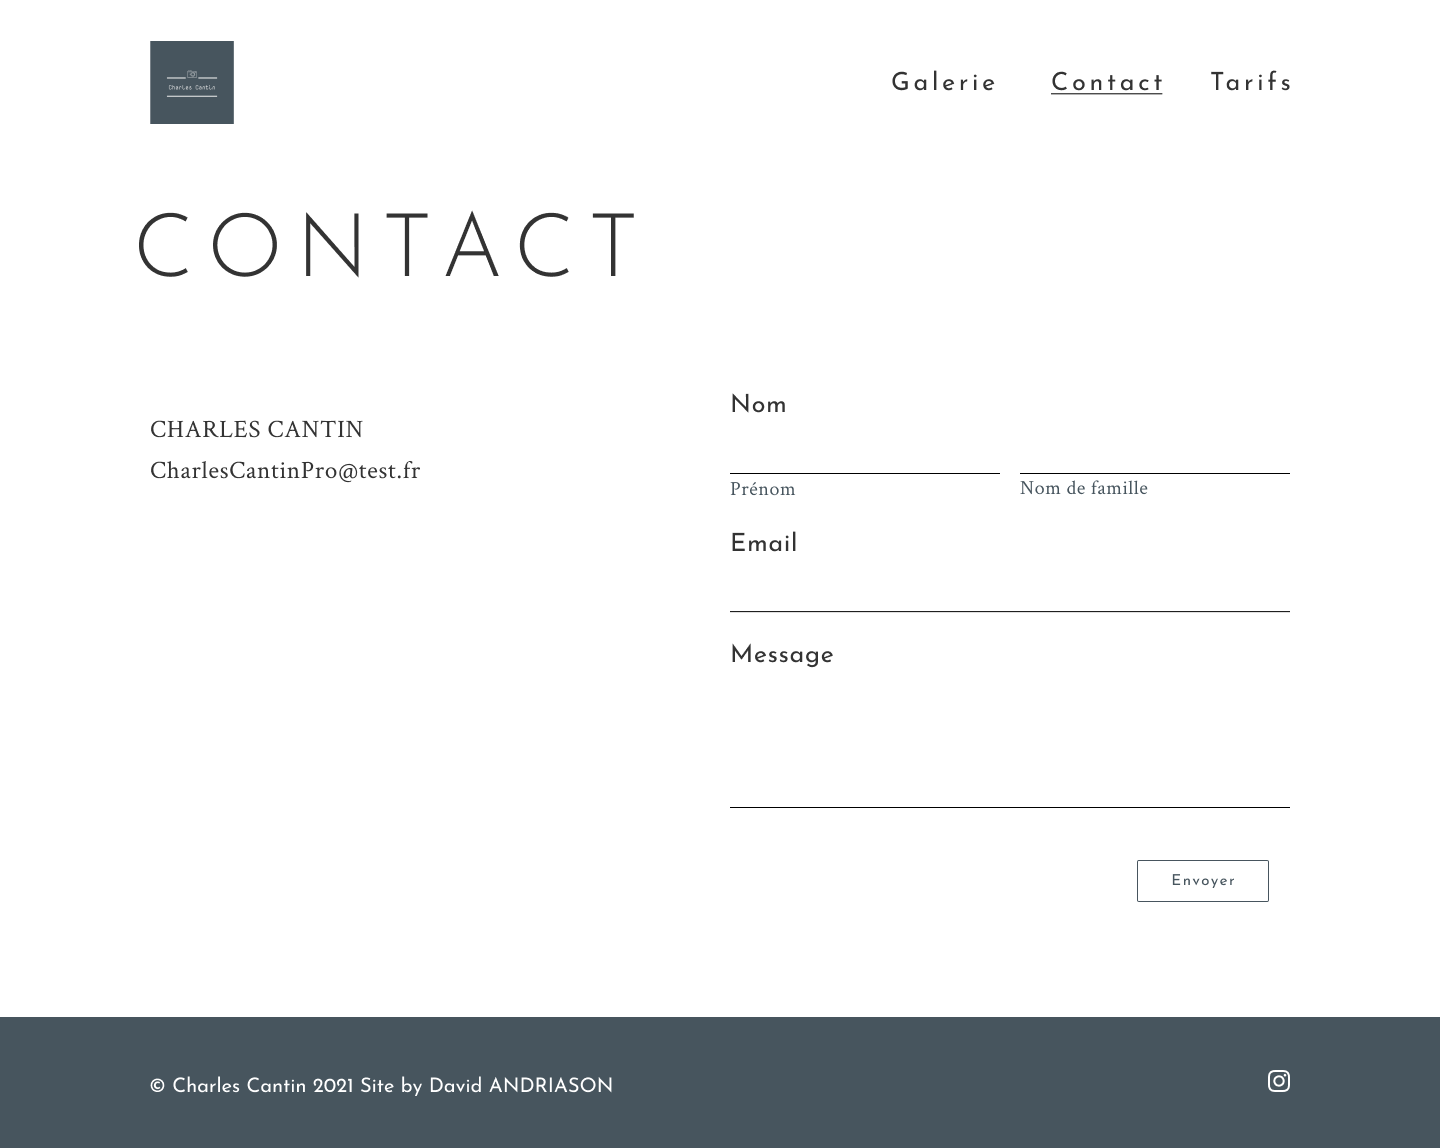 Charles Cantin
Galerie Contact Tarifs
CONTACT
CHARLES CANTIN
CharlesCantinPro@test.fr
Nom
Prénom Nom de famille
Email
Message
Envoyer
© Charles Cantin 2021 Site by David ANDRIASON